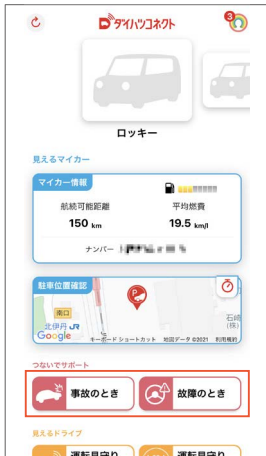 ダイハツコネクト
3
ロッキー
見えるマイカー
マイカー情報
航続可能距離
平均燃費
150 km
19.5 km/l
ナンバー
駐車位置確認
南口
北伊丹 JR
石崎
(株)
Google
キーボード ショートカット
地図データ ©2021
利用規約
つないでサポート
事故のとき
故障のとき
見えるドライブ
運転見守り
運転見守り